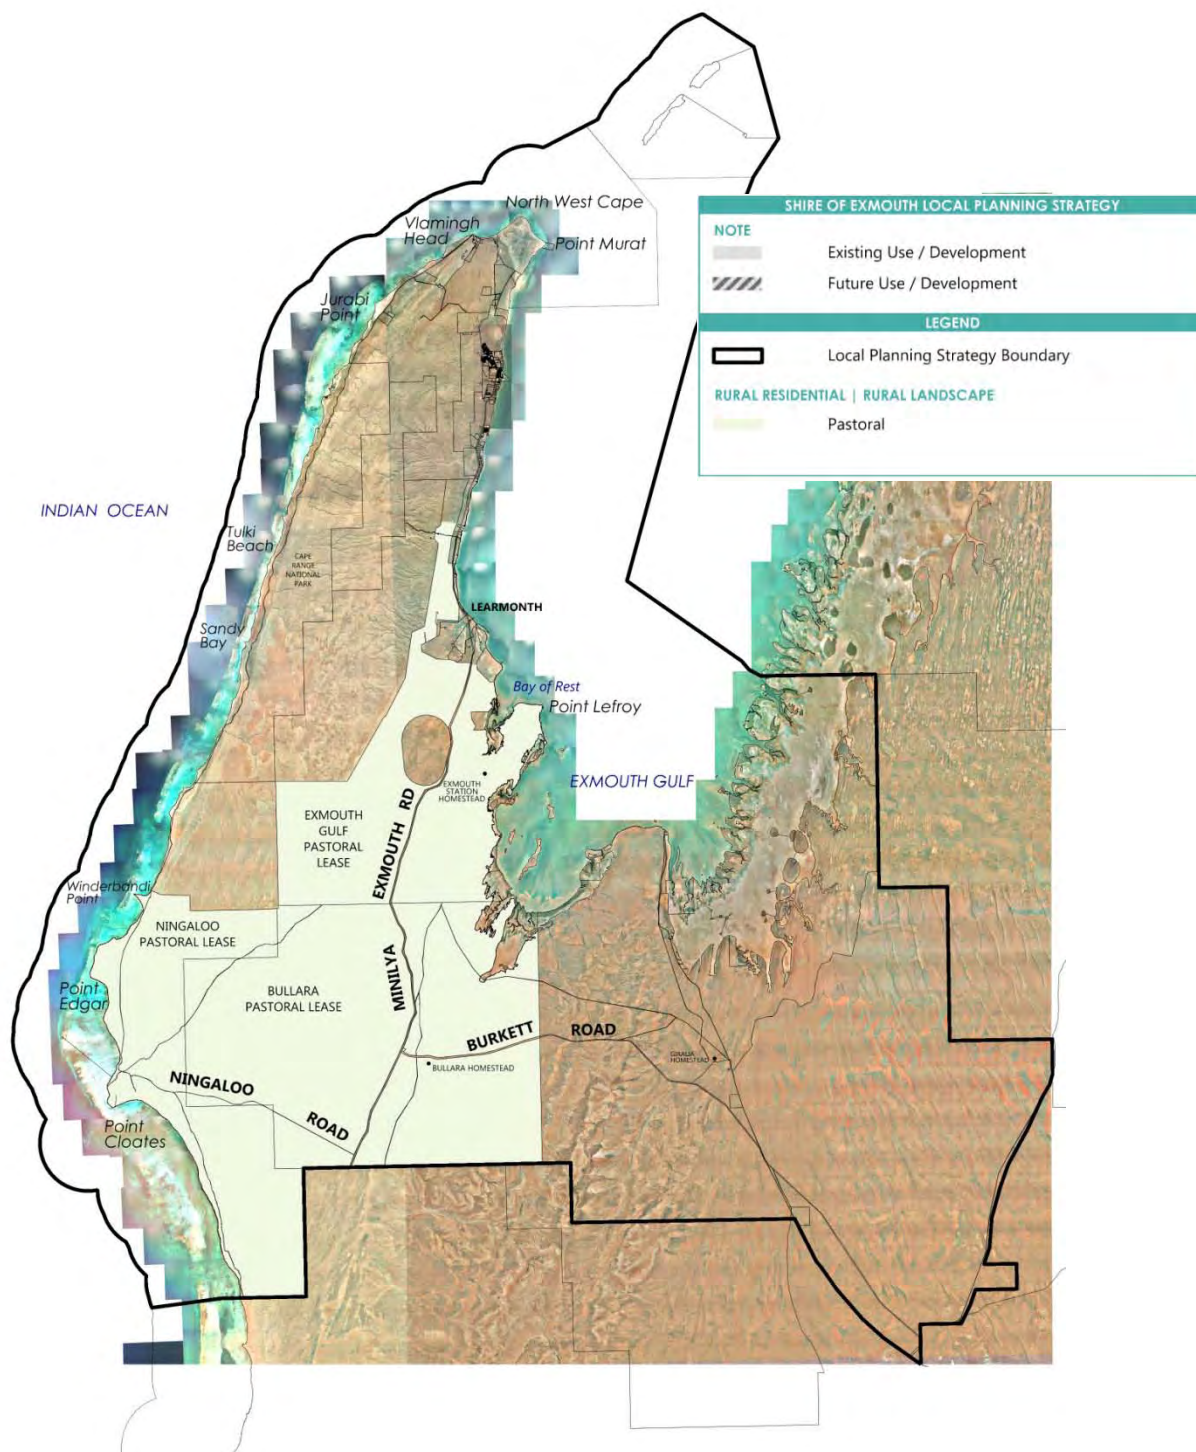 North West Cape
Vlamingh
Head
Point Murat
Jurabi
Point
SHIRE OF EXMOUTH LOCAL PLANNING STRATEGY
NOTE
Existing Use / Development
Future Use / Development
LEGEND
Local Planning Strategy Boundary
RURAL RESIDENTIAL | RURAL LANDSCAPE
Pastoral
INDIAN OCEAN
Tulki
Beach
CAPE
RANGE
NATIONAL
PARK
LEARMONTH
Sandy
Bay
Bay of Rest
Point Lefroy
EXMOUTH GULF
EXMOUTH
STATION
HOMESTEAD
EXMOUTH
GULF
PASTORAL
LEASE
EXMOUTH RD
Winderbandi
Point
NINGALOO
PASTORAL LEASE
MINILYA
Point
Edgar
BULLARA
PASTORAL LEASE
BURKETT ROAD
GIRALIA
HOMESTEAD
BULLARA HOMESTEAD
NINGALOO ROAD
Point
Cloates